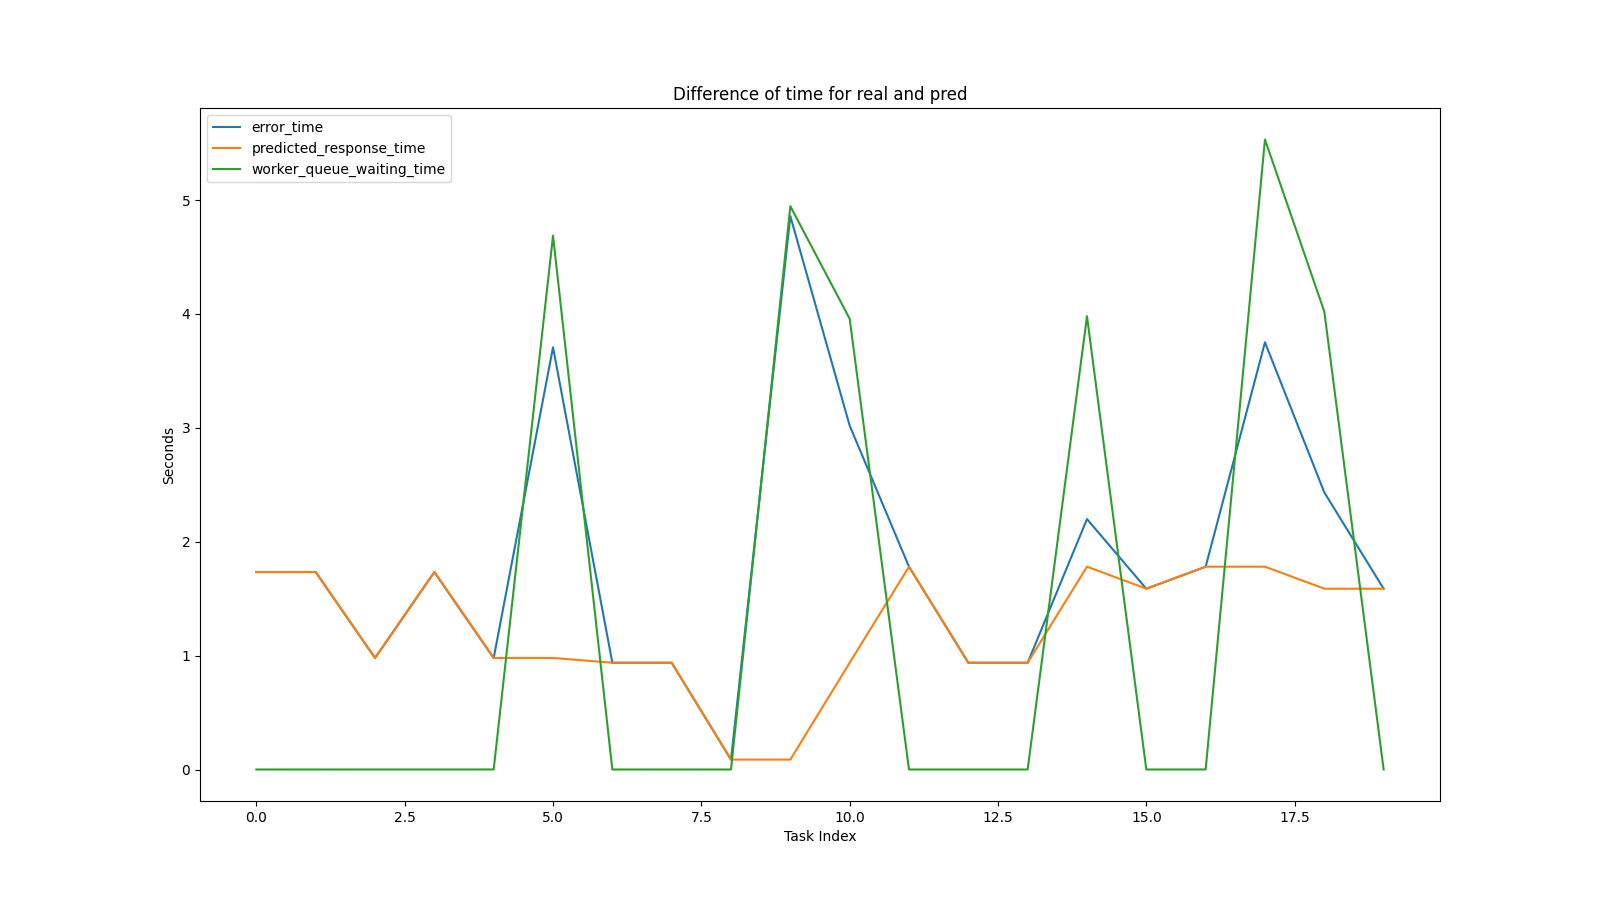 Difference of time for real and pred
error_time
predicted_response_time
worker_queue_waiting_time
5
4
3
2
1
0
Seconds
0.0 2.5 5.0 7.5 10.0 12.5 15.0 17.5
Task Index